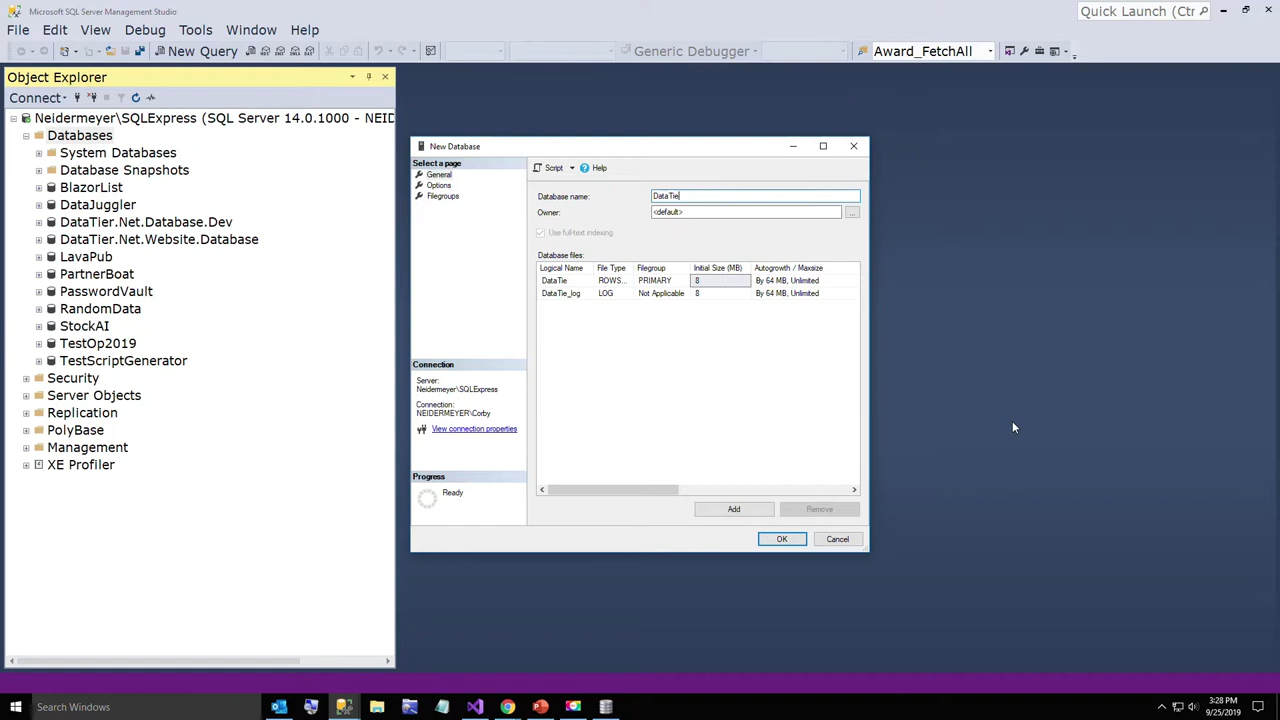 Microsoft SQL Server Management Studio
Quick Launch (Ctr
File Edit View Debug Tools Window Help
New Query
Generic Debugger
Award_FetchAll
Object Explorer
Connect
Neidermeyer\SQLExpress (SQL Server 14.0.1000 - NEID
Databases
System Databases
Database Snapshots
BlazorList
DataJuggler
DataTier.Net.Database.Dev
DataTier.Net.Website.Database
LavaPub
PartnerBoat
PasswordVault
RandomData
StockAI
TestOp2019
TestScriptGenerator
Security
Server Objects
Replication
PolyBase
Management
XE Profiler
New Database
Select a page
General
Options
Filegroups
Connection
Server:
Neidermeyer\SQLExpress
Connection:
NEIDERMEYER\Corby
View connection properties
Progress
Ready
Script Help
Database name: DataTie
Owner: <default> ...
Use full-text indexing
Database files:
Logical Name File Type Filegroup Initial Size (MB) Autogrowth / Maxsize
DataTie ROWS... PRIMARY 8 By 64 MB, Unlimited
DataTie_log LOG Not Applicable 8 By 64 MB, Unlimited
Add Remove
OK Cancel
Search Windows
3:28 PM
9/25/2019